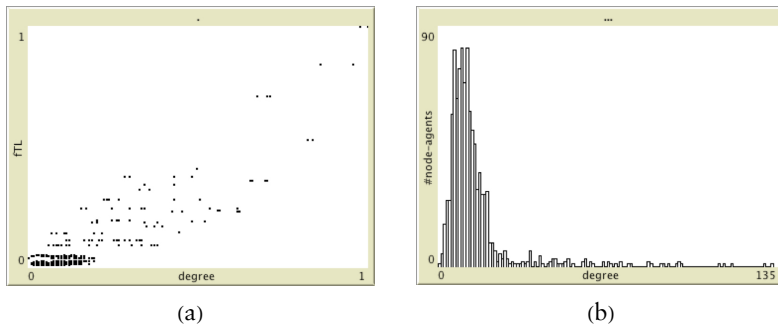 .
1
fTL
0
0
degree
1
(a)
...
90
#node-agents
0
0
degree
135
(b)